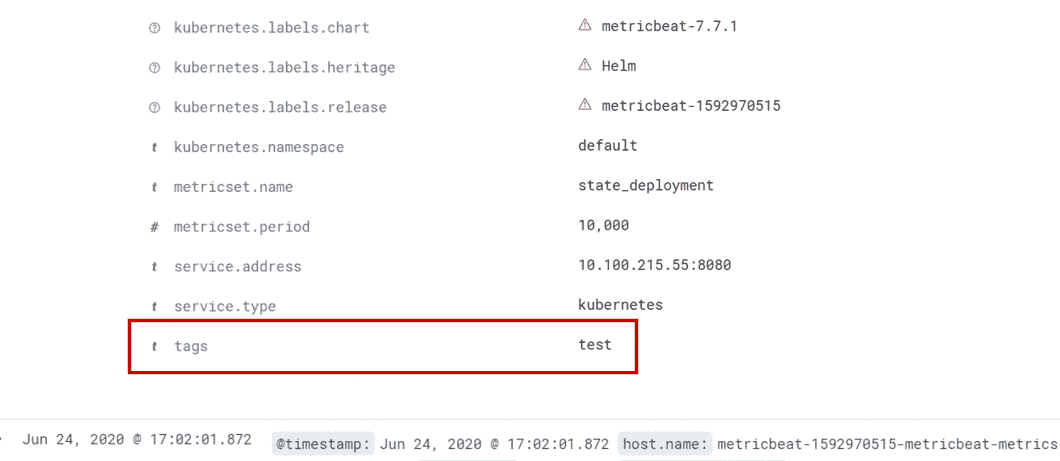 kubernetes.labels.chart metricbeat-7.7.1
kubernetes.labels.heritage Helm
kubernetes.labels.release metricbeat-1592970515
t kubernetes.namespace default
t metricset.name state_deployment
# metricset.period 10,000
t service.address 10.100.215.55:8080
t service.type kubernetes
t tags test
Jun 24, 2020 @ 17:02:01.872 @timestamp: Jun 24, 2020 @ 17:02:01.872 host.name: metricbeat-1592970515-metricbeat-metrics